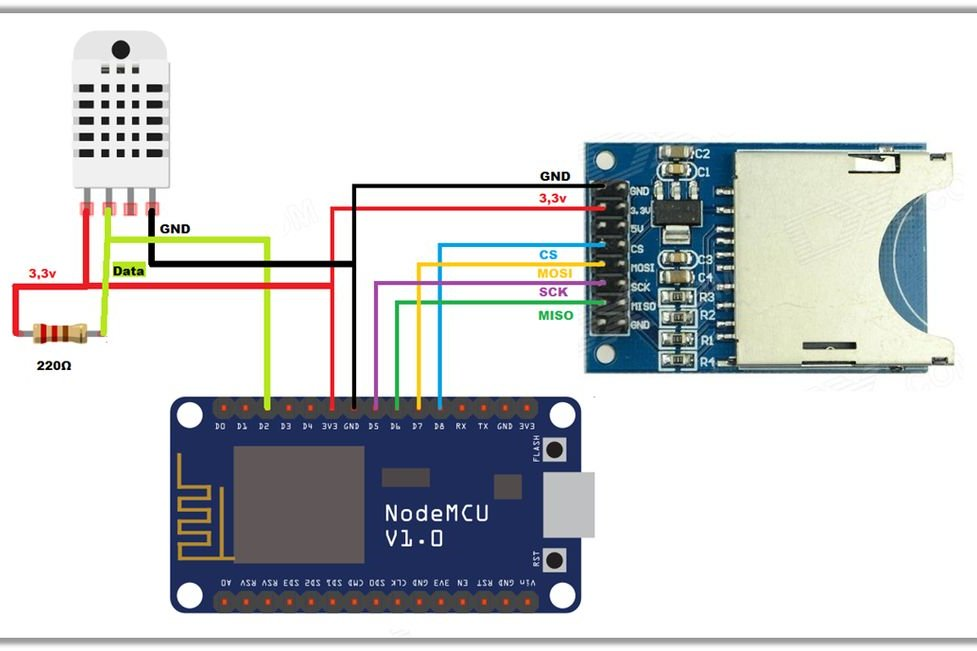 GND
3,3v
Data
3,3v
220Ω
GND
3,3v
CS
MOSI
SCK
MISO
C2
C1
GND
3.3V
5V
CS
MOSI
SCK
MISO
GND
C3
C4
R3
R2
R1
R4
D0 D1 D2 D3 D4 3V3 GND D5 D6 D7 D8 RX TX GND 3V3
FLASH
NodeMCU
V1.0
RST
A0 RSV RSV SD3 SD2 SD1 CMD SD0 CLK GND 3V3 EN RST GND Vin